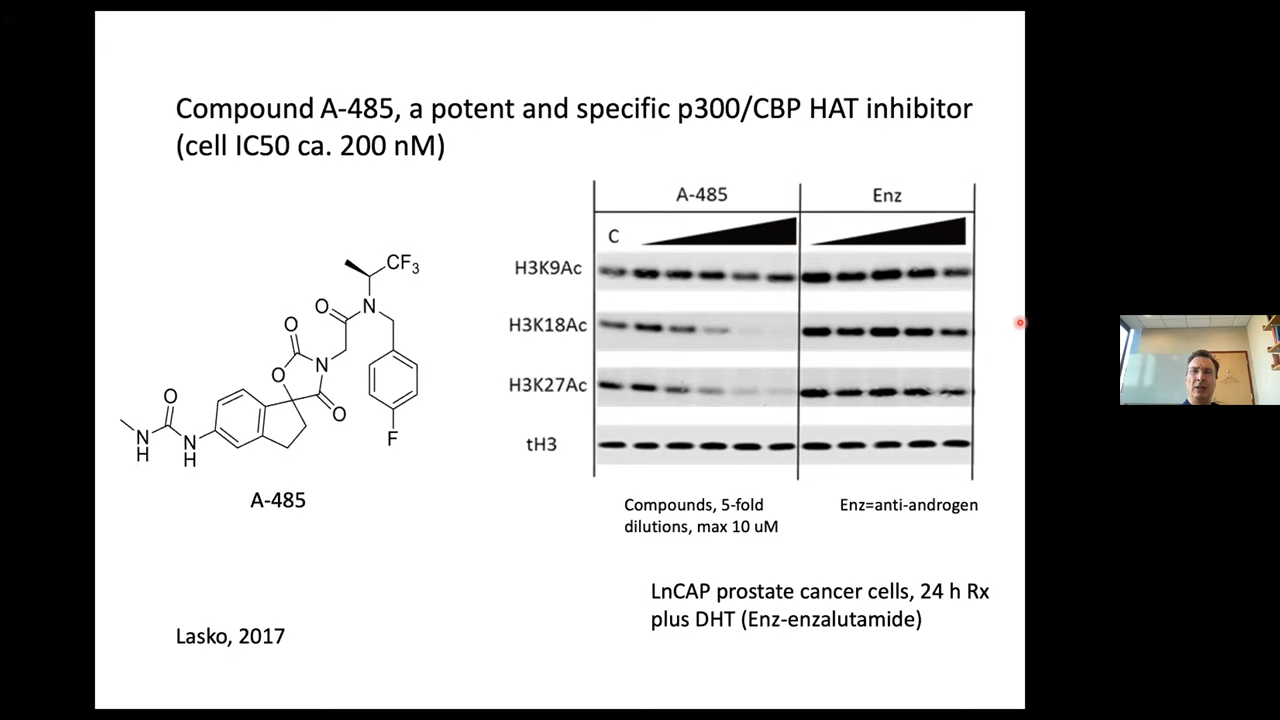 Compound A-485, a potent and specific p300/CBP HAT inhibitor
(cell IC50 ca. 200 nM)
A-485
Enz
C
H3K9Ac
H3K18Ac
H3K27Ac
tH3
CF3
O
N
O
O
N
O
O
F
O
N
H
N
H
A-485
Compounds, 5-fold
dilutions, max 10 uM
Enz=anti-androgen
LnCAP prostate cancer cells, 24 h Rx
plus DHT (Enz-enzalutamide)
Lasko, 2017